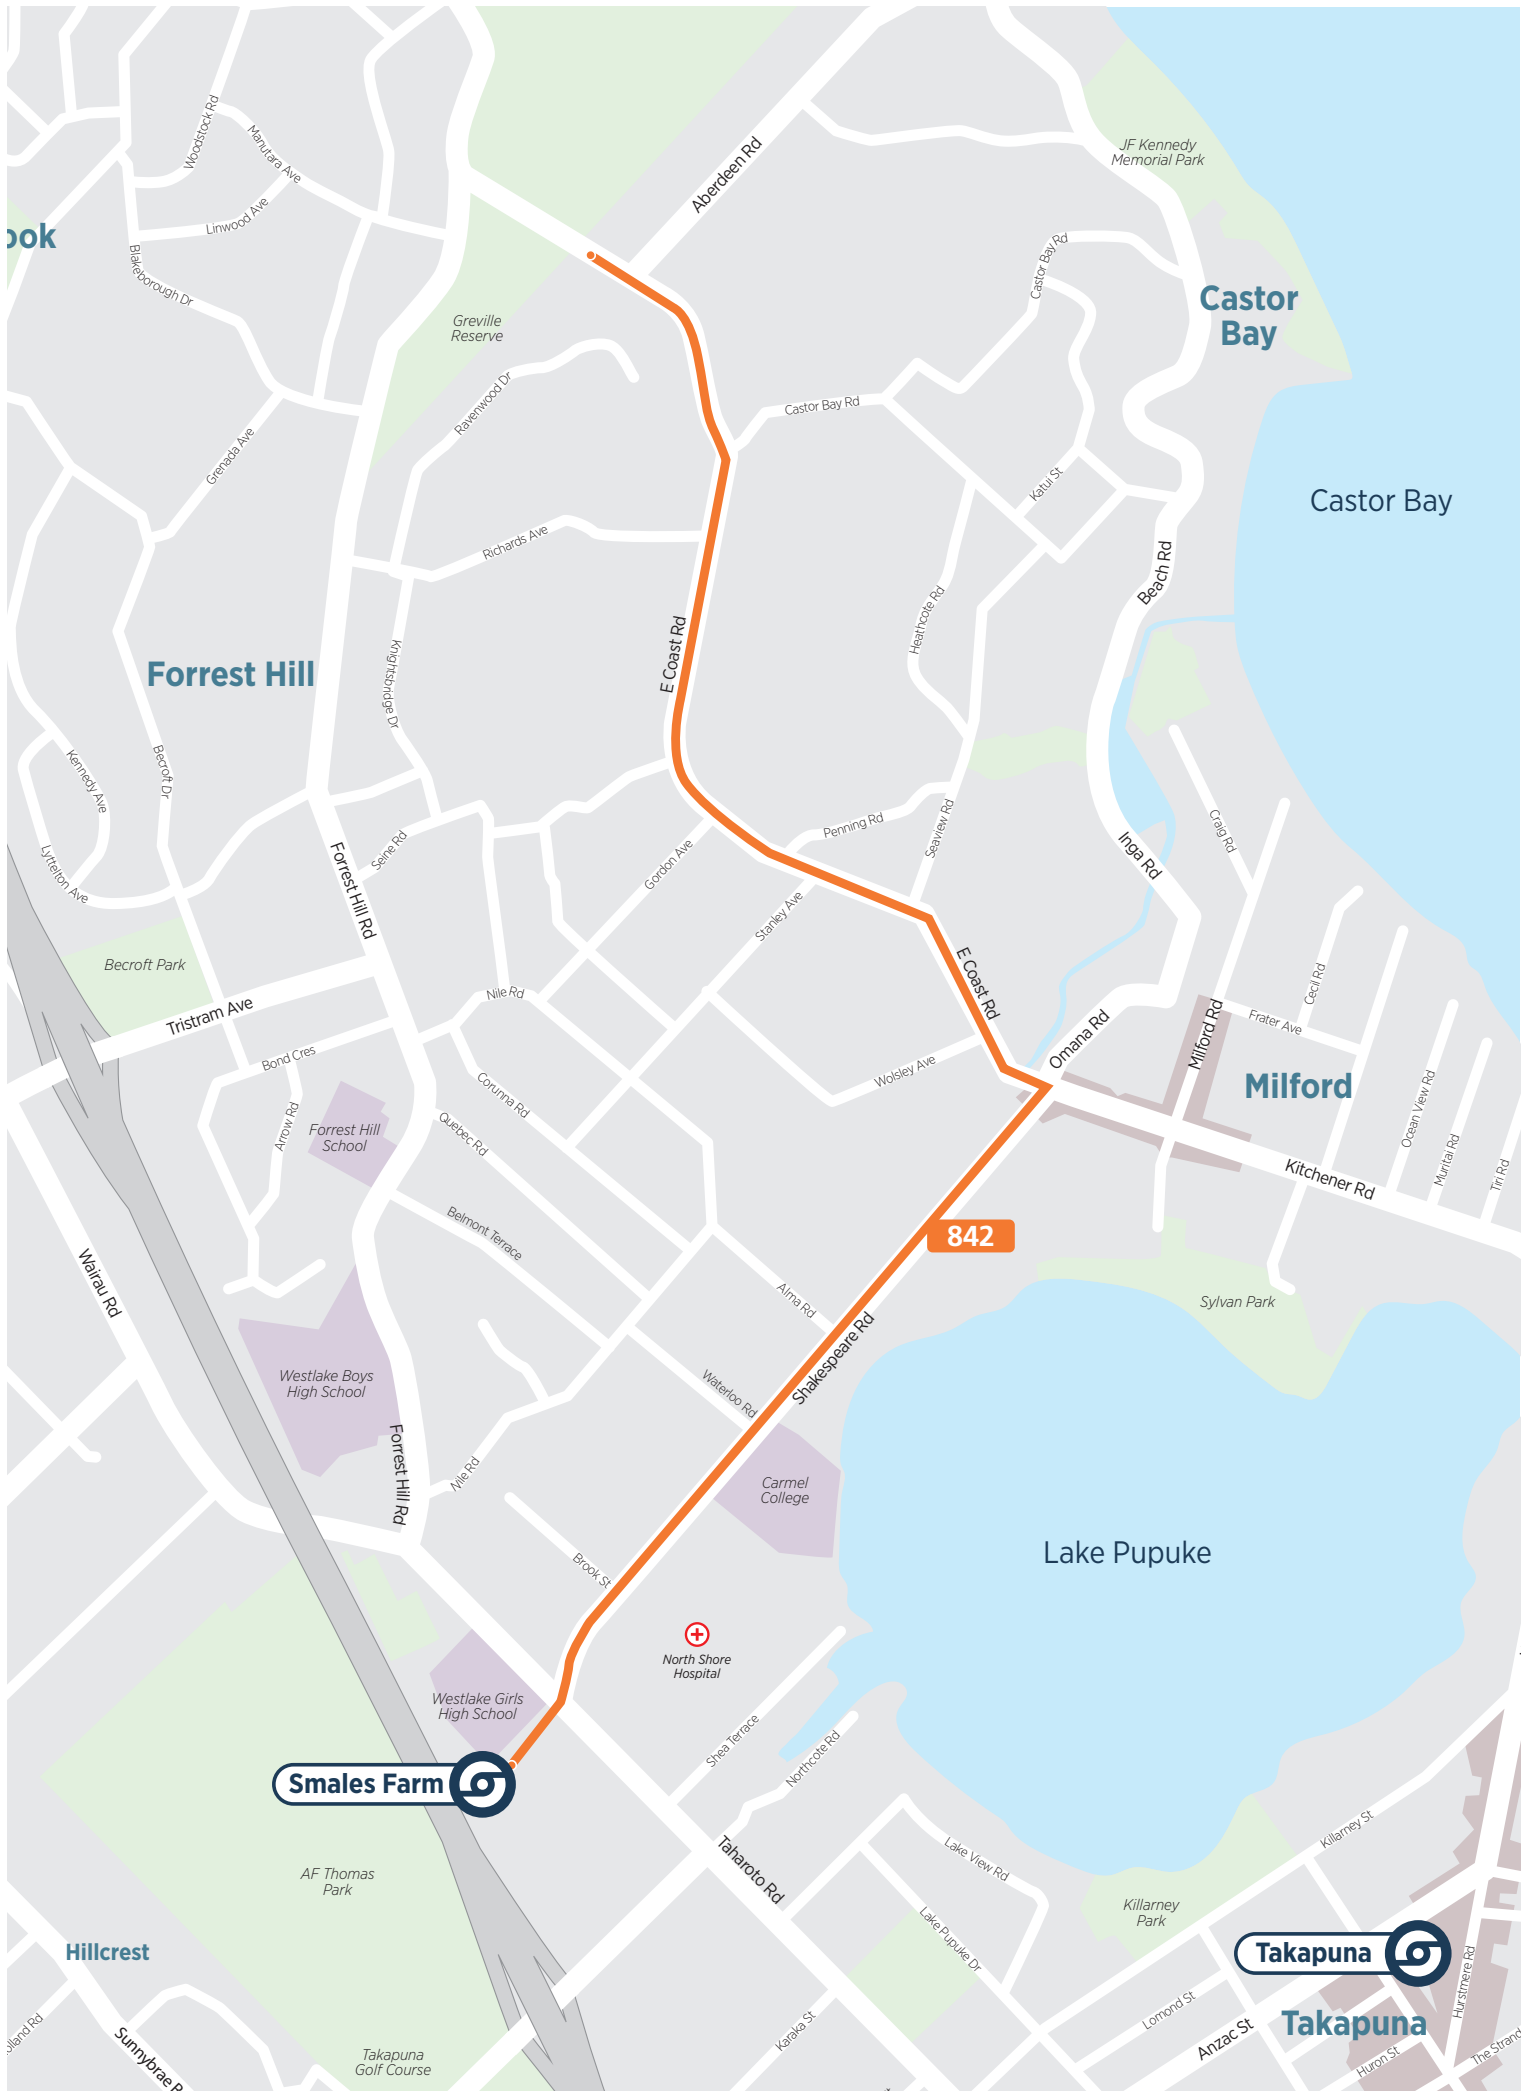 Woodstock Rd
Manutara Ave
Aberdeen Rd
JF Kennedy
Memorial Park
Linwood Ave
ook
Castor Bay Rd
Blakeborough Dr
Castor
Bay
Greville
Reserve
Ravenwood Dr
Castor Bay Rd
Grenada Ave
Katui St
Castor Bay
Richards Ave
Beach Rd
Heathcote Rd
E Coast Rd
Forrest Hill
Knightsbridge Dr
Kennedy Ave
Becroft Dr
Penning Rd
Seaview Rd
Craig Rd
Inga Rd
Lyttelton Ave
Forrest Hill Rd
Seine Rd
Gordon Ave
Stanley Ave
Becroft Park
E Coast Rd
Cecil Rd
Nile Rd
Tristram Ave
Frater Ave
Omana Rd
Milford Rd
Bond Cres
Wolsley Ave
Milford
Corunna Rd
Arrow Rd
Forrest Hill
School
Quebec Rd
Ocean View Rd
Muritai Rd
Tiri Rd
Kitchener Rd
Belmont Terrace
842
Wairau Rd
Alma Rd
Sylvan Park
Shakespeare Rd
Westlake Boys
High School
Waterloo Rd
Forrest Hill Rd
Nile Rd
Carmel
College
Lake Pupuke
Brook St
North Shore
Hospital
Westlake Girls
High School
Shea Terrace
Northcote Rd
Smales Farm
Killarney St
Taharoto Rd
Lake View Rd
AF Thomas
Park
Killarney
Park
Lake Pupuke Dr
Hillcrest
Takapuna
Hurstmere Rd
Lomond St
Takapuna
olland Rd
Karaka St
Anzac St
Sunnybrae R
Takapuna
Golf Course
Huron St
The Strand